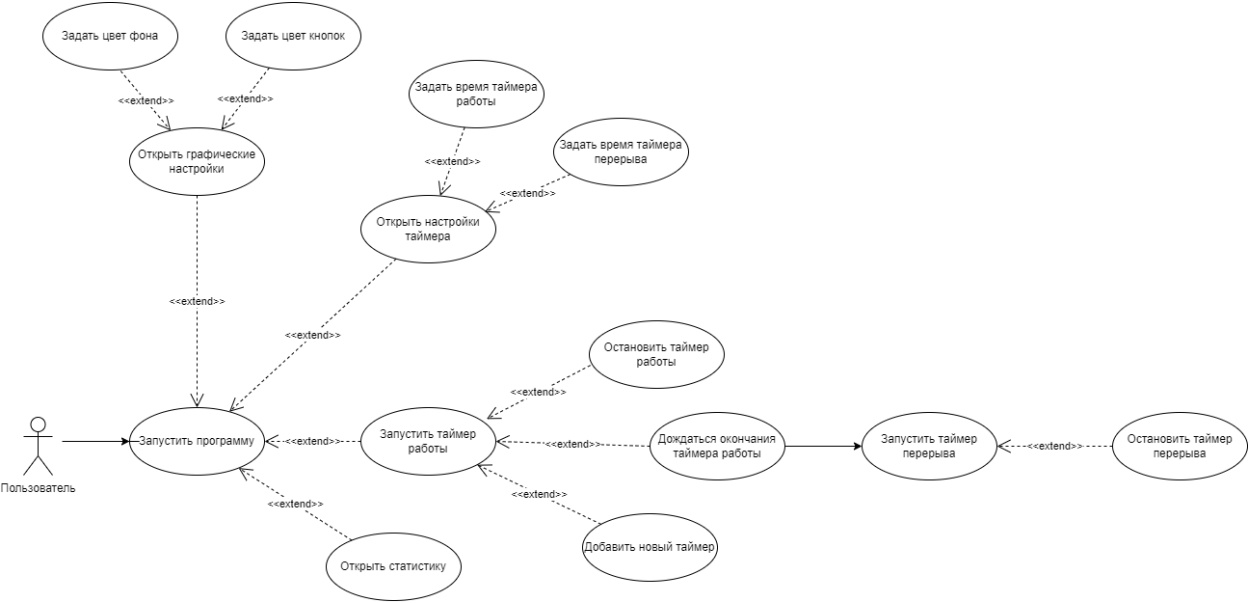 Задать цвет фона
Задать цвет кнопок
<<extend>>
<<extend>>
Задать время таймера
работы
Открыть графические
настройки
<<extend>>
Задать время таймера
перерыва
<<extend>>
Открыть настройки
таймера
<<extend>>
<<extend>>
Остановить таймер
работы
<<extend>>
Пользователь
Запустить программу
<<extend>>
Запустить таймер
работы
<<extend>>
Дождаться окончания
таймера работы
Запустить таймер
перерыва
<<extend>>
Остановить таймер
перерыва
<<extend>>
<<extend>>
Добавить новый таймер
Открыть статистику